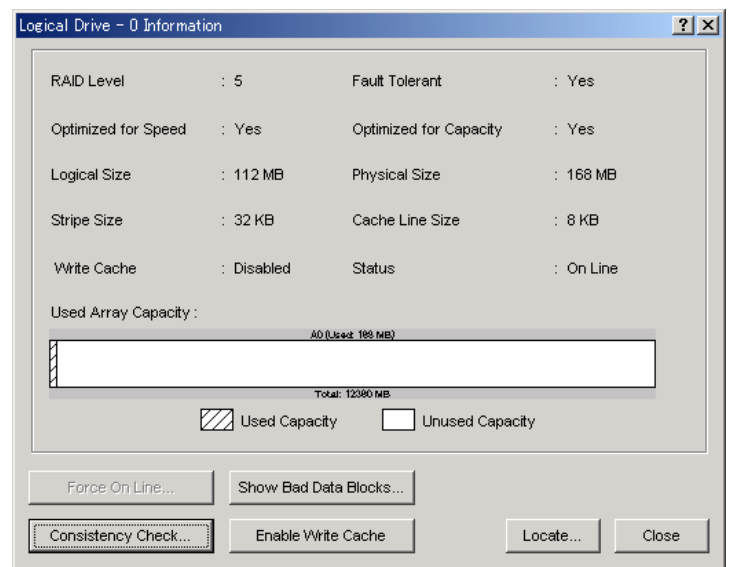 Logical Drive - 0 Information
RAID Level : 5 Fault Tolerant : Yes
Optimized for Speed : Yes Optimized for Capacity : Yes
Logical Size : 112 MB Physical Size : 168 MB
Stripe Size : 32 KB Cache Line Size : 8 KB
Write Cache : Disabled Status : On Line
Used Array Capacity :
A0 (Used: 168 MB)
Total: 12380 MB
Used Capacity Unused Capacity
Force On Line... Show Bad Data Blocks...
Consistency Check... Enable Write Cache Locate... Close